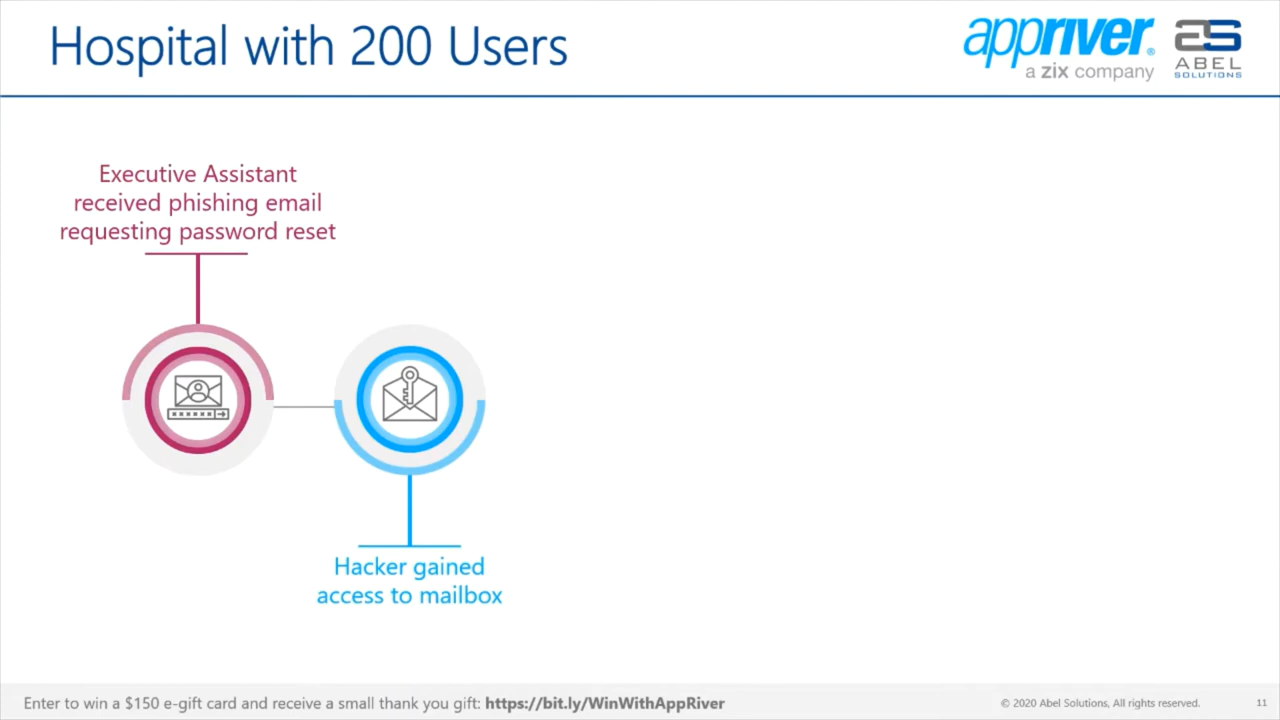 Hospital with 200 Users
appriver®
a zix company
AS
ABEL
SOLUTIONS
Executive Assistant
received phishing email
requesting password reset
Hacker gained
access to mailbox
Enter to win a $150 e-gift card and receive a small thank you gift: https://bit.ly/WinWithAppRiver
© 2020 Abel Solutions, All rights reserved.
11